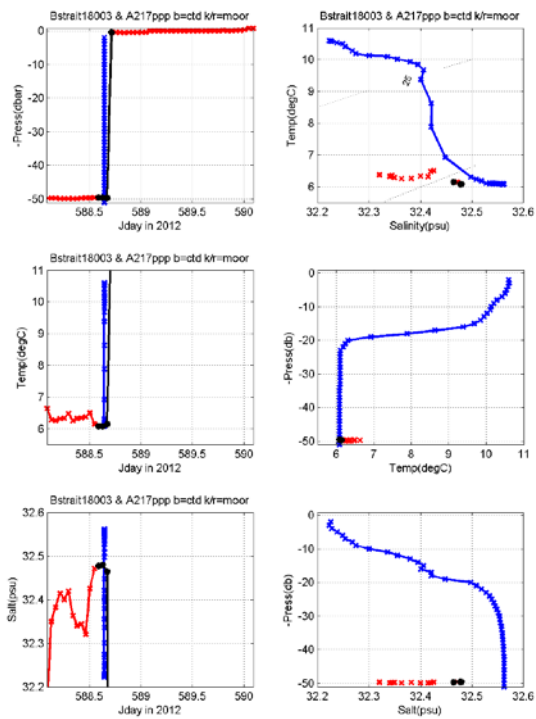 Bstrait18003 & A217ppp b=ctd k/r=moor
0
-10
-20
-30
-40
-50
-Press(dbar)
588.5 589 589.5 590
Jday in 2012
11
10
9
8
7
6
Temp(degC)
26
32.2 32.3 32.4 32.5 32.6
Salinity(psu)
Bstrait18003 & A217ppp b=ctd k/r=moor
11
10
9
8
7
6
Temp(degC)
588.5 589 589.5 590
Jday in 2012
0
-10
-20
-30
-40
-50
-Press(db)
6 7 8 9 10 11
Temp(degC)
Bstrait18003 & A217ppp b=ctd k/r=moor
32.6
32.5
32.4
32.3
32.2
Salt(psu)
588.5 589 589.5 590
Jday in 2012
0
-10
-20
-30
-40
-50
-Press(db)
32.2 32.3 32.4 32.5 32.6
Salt(psu)